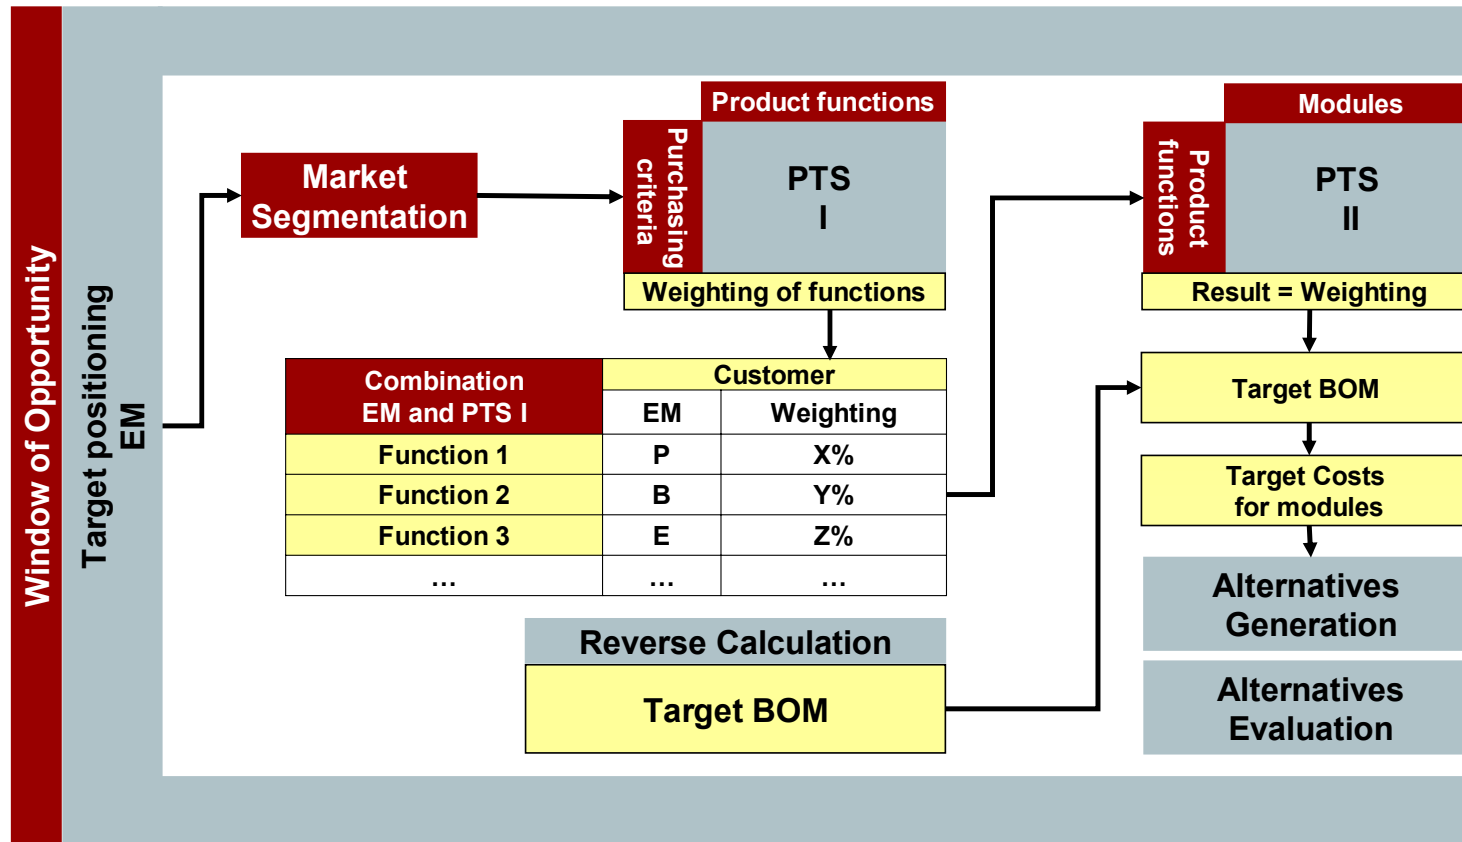 Window of Opportunity
Target positioning
EM
Market
Segmentation
Product functions
Purchasing
criteria
PTS
I
Weighting of functions
Combination
EM and PTS I
Customer
EM
Weighting
Function 1
P
X%
Function 2
B
Y%
Function 3
E
Z%
…
…
…
Reverse Calculation
Target BOM
Modules
Product
functions
PTS
II
Result = Weighting
Target BOM
Target Costs
for modules
Alternatives
Generation
Alternatives
Evaluation